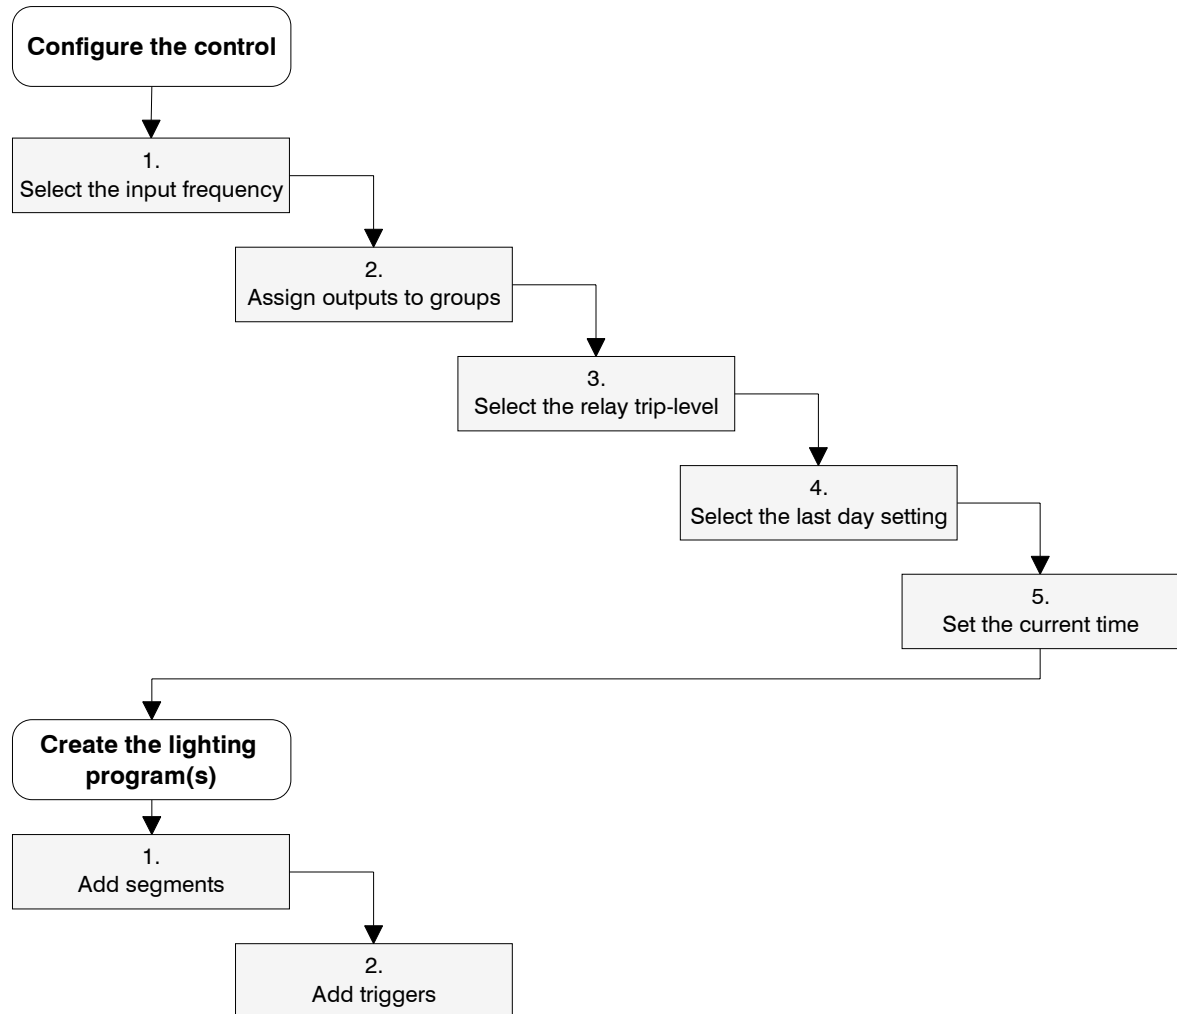 Configure the control
1.
Select the input frequency
2.
Assign outputs to groups
3.
Select the relay trip-level
4.
Select the last day setting
5.
Set the current time
Create the lighting
program(s)
1.
Add segments
2.
Add triggers